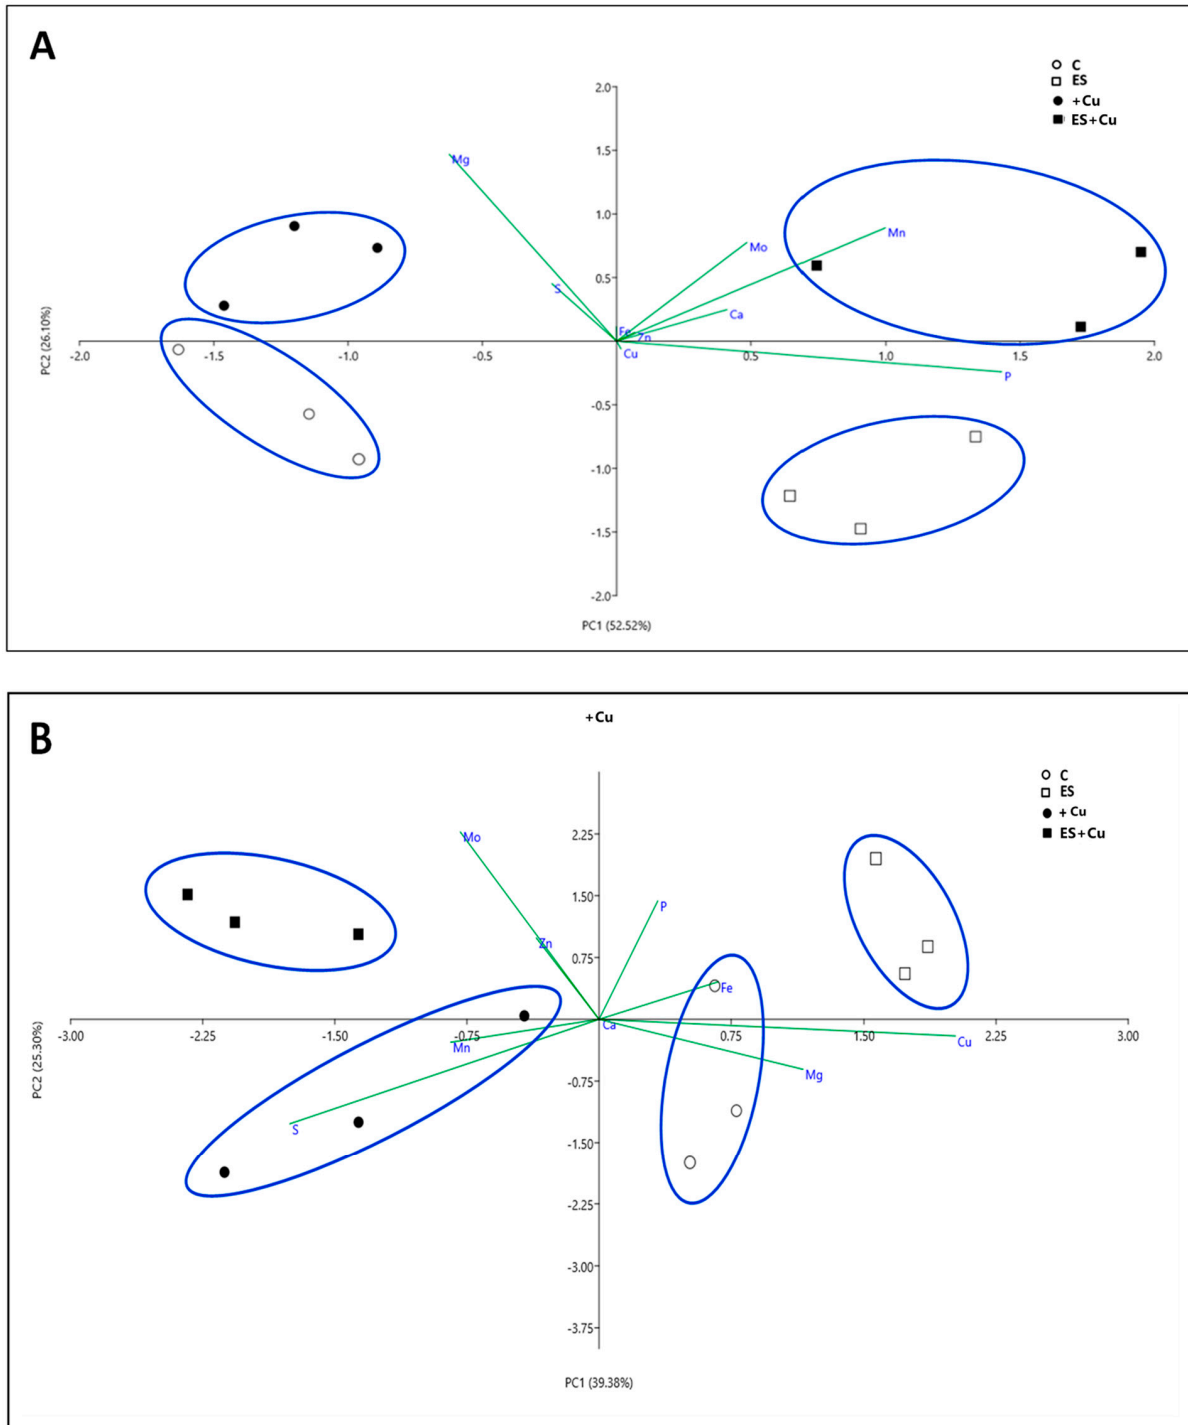 A
C
ES
+Cu
ES+Cu
2.0
1.5
Mg
1.0
Mo
Mn
0.5
S
Ca
Fe
Zn
-2.0 -1.5 -1.0 -0.5 Cu 0.5 1.0 1.5 2.0
P
PC2 (26.10%)
-0.5
-1.0
-1.5
-2.0
PC1 (52.52%)
+Cu
B
C
ES
+ Cu
ES+Cu
2.25
Mo
1.50
P
Zn
0.75
Fe
Ca
-3.00 -2.25 -1.50 -0.75 0.75 1.50 2.25 3.00
Mn
Cu
PC2 (25.30%)
-0.75
Mg
S
-1.50
-2.25
-3.00
-3.75
PC1 (39.38%)